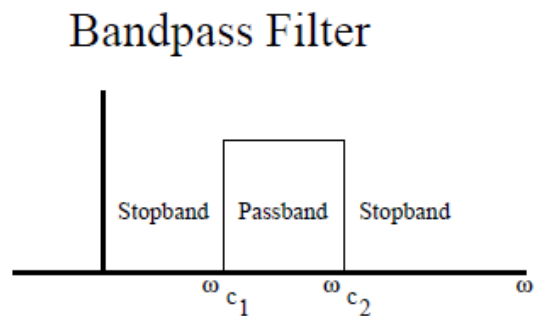 Bandpass Filter
Stopband Passband Stopband
ω c1 ω c2 ω